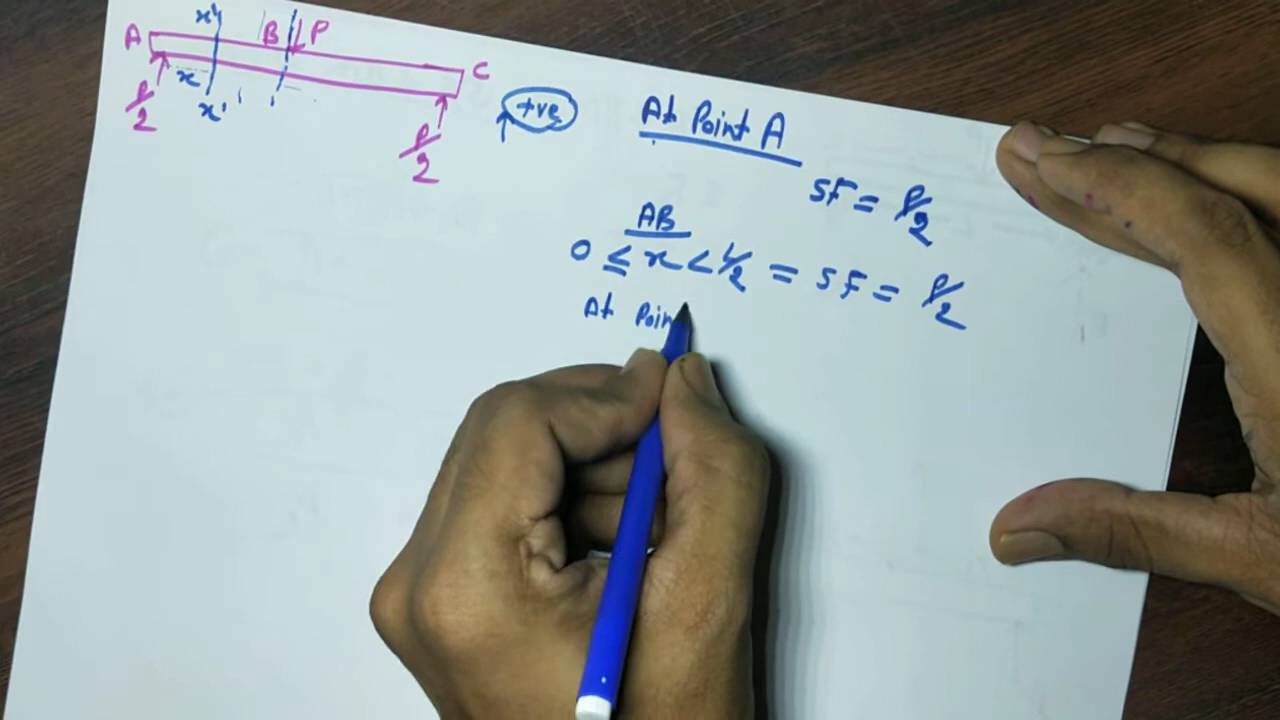 x'
B P
A
C
x
x'
P/2
P/2
+ve
At Point A
SF = P/2
AB
0 ≤ x < L/2 = SF = P/2
At Poin